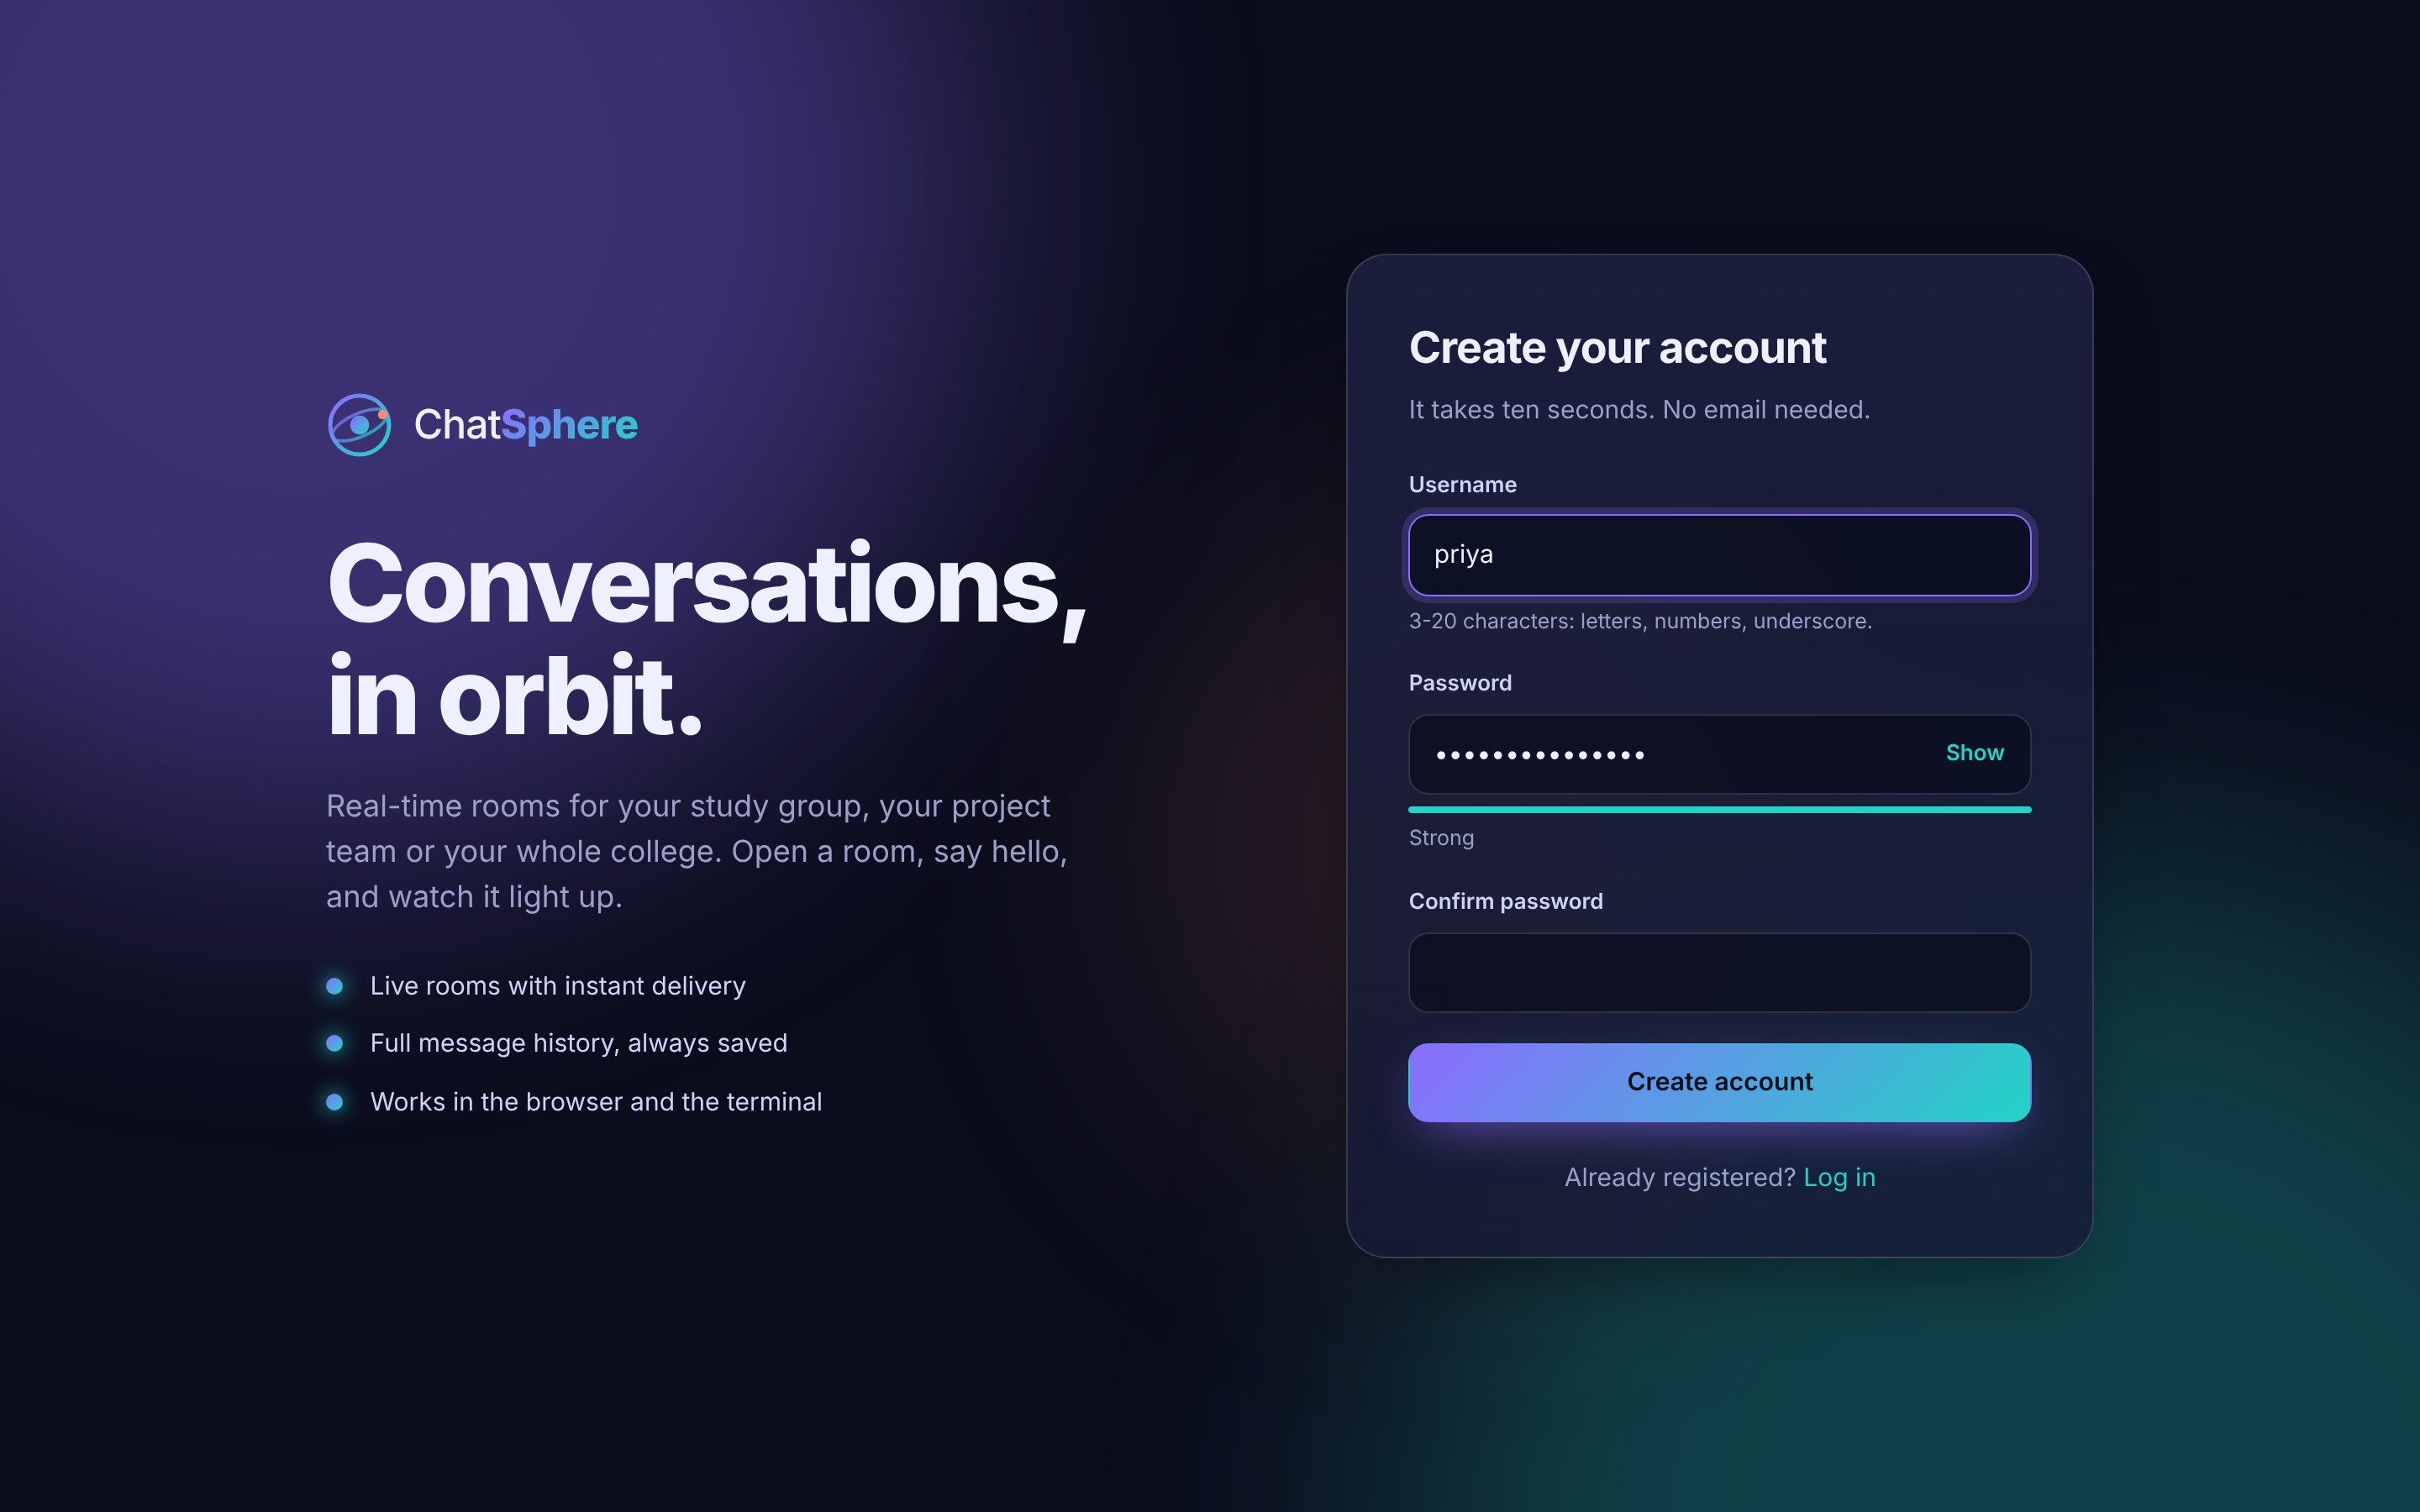 ChatSphere
Conversations,
in orbit.
Real-time rooms for your study group, your project
team or your whole college. Open a room, say hello,
and watch it light up.
Live rooms with instant delivery
Full message history, always saved
Works in the browser and the terminal
Create your account
It takes ten seconds. No email needed.
Username
priya
3-20 characters: letters, numbers, underscore.
Password
•••••••••••••••
Show
Strong
Confirm password
Create account
Already registered? Log in